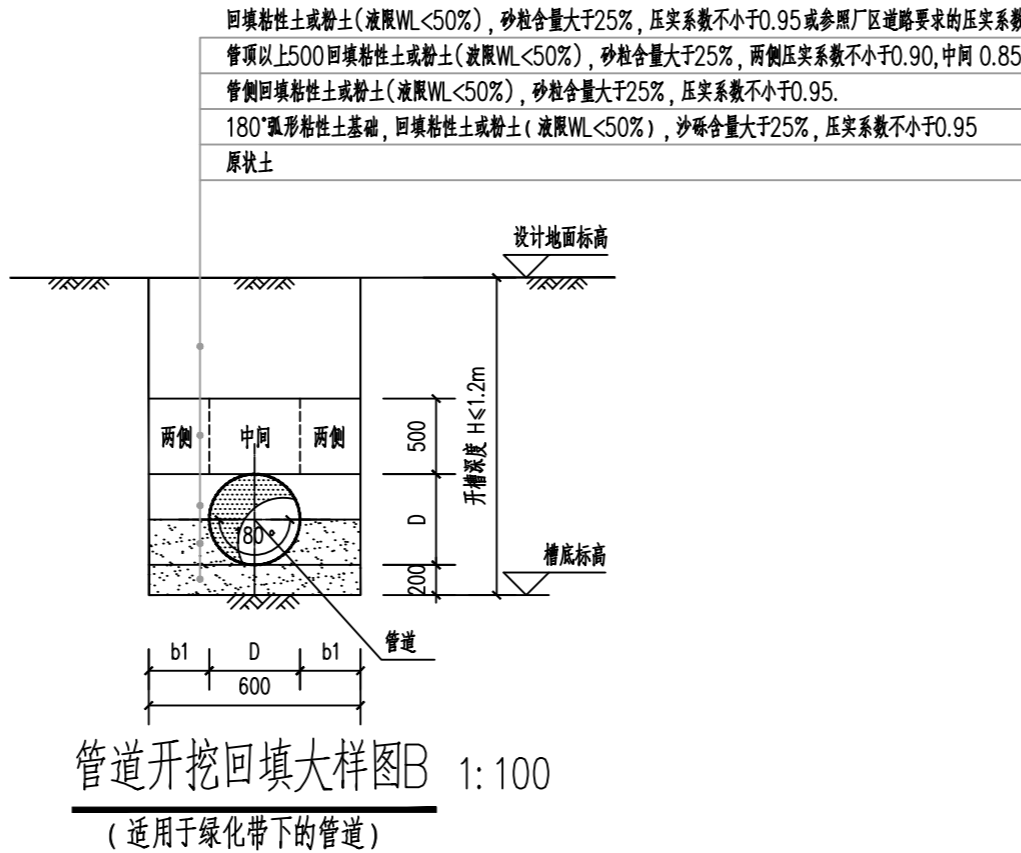 回填粘性土或粉土(液限WL<50%), 砂粒含量大于25%, 压实系数不小于0.95或参照厂区道路要求的压实系数
管顶以上500回填粘性土或粉土(波限WL<50%), 砂粒含量大于25%, 两侧压实系数不小于0.90,中间 0.85
管侧回填粘性土或粉土(液限WL<50%), 砂粒含量大于25%, 压实系数不小于0.95.
180°弧形粘性土基础, 回填粘性土或粉土(液限WL<50%), 沙砾含量大于25%, 压实系数不小于0.95
原状土
设计地面标高
开槽深度 H≤1.2m
两侧 中间 两侧
500
D
180°
200
槽底标高
管道
b1 D b1
600
管道开挖回填大样图B 1:100
(适用于绿化带下的管道)